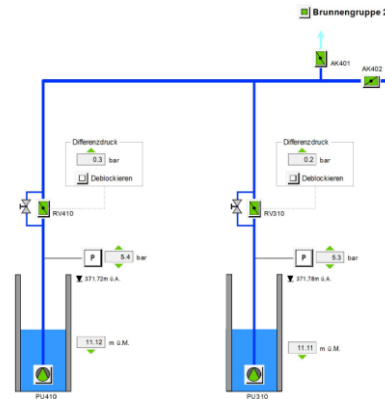 Brunnengruppe 2
AK401
AK402
Differenzdruck
0.3 bar
Deblockieren
Differenzdruck
0.2 bar
Deblockieren
RV410
RV310
P 5.4 bar
P 5.3 bar
371.72m ü.A.
371.78m ü.A.
11.12 m ü.M.
11.11 m ü.M.
PU410
PU310